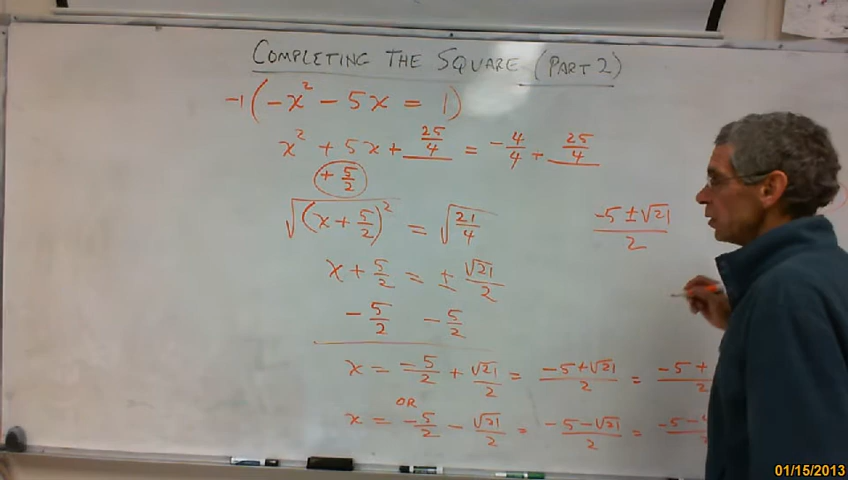 COMPLETING THE SQUARE (PART 2)
-1(-x² - 5x = 1)
x² + 5x + 25/4 = -4/4 + 25/4
+ 5/2
√(x + 5/2)² = √21/4
-5 ± √21 / 2
x + 5/2 = ± √21/2
- 5/2 - 5/2
x = -5/2 + √21/2 = -5+√21/2 = -5+
OR
x = -5/2 - √21/2 = -5-√21/2 = -5-
01/15/2013